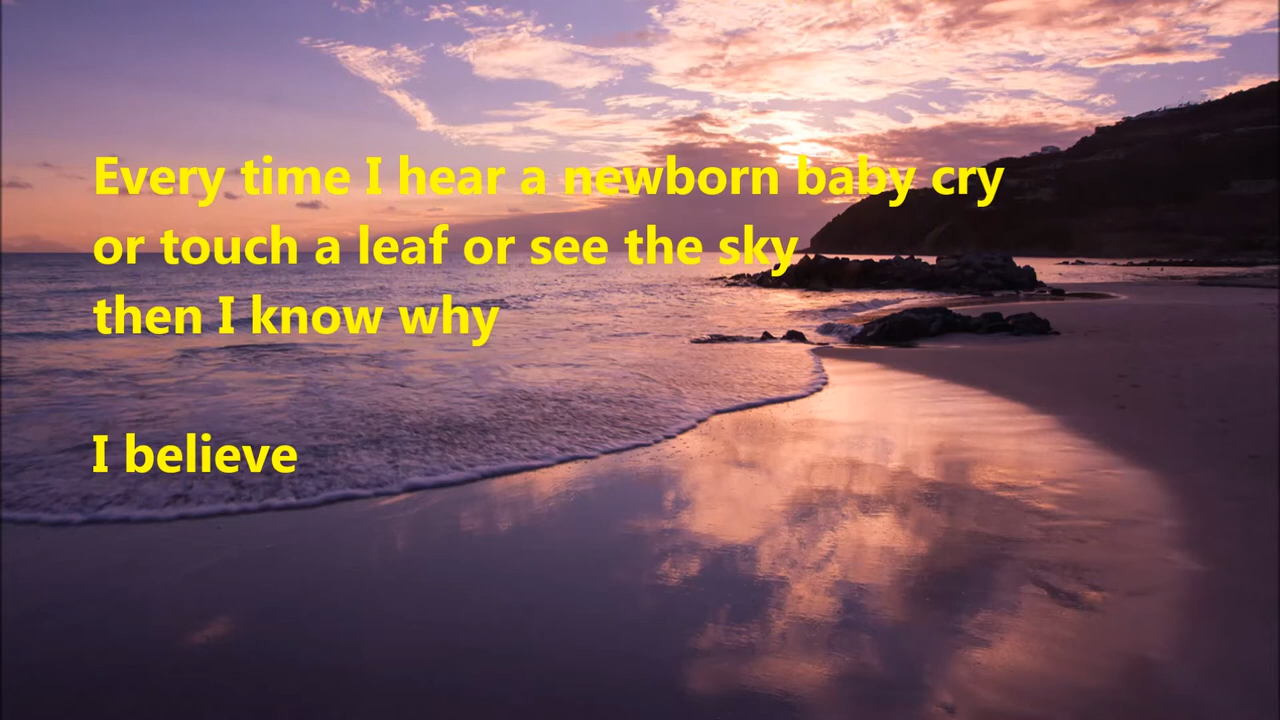 Every time I hear a newborn baby cry
or touch a leaf or see the sky
then I know why
I believe